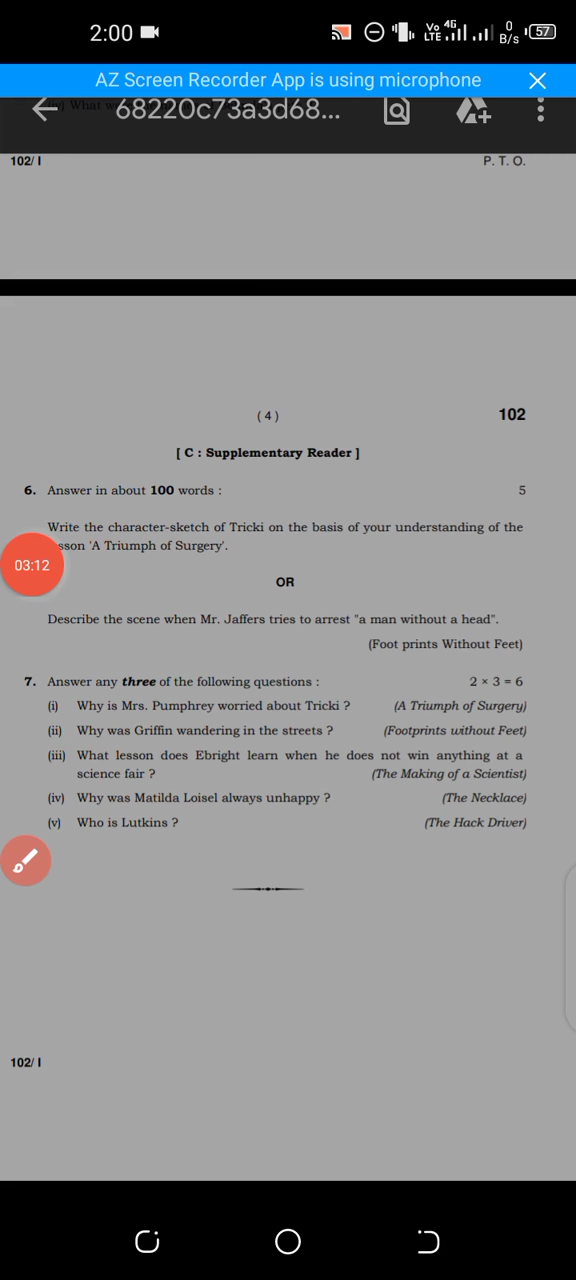 2:00
Vo 4G
LTE
0
B/s
57
AZ Screen Recorder App is using microphone
68220c73a3d68...
102/ I
P. T. O.
( 4 )
102
[ C : Supplementary Reader ]
6. Answer in about 100 words : 5
Write the character-sketch of Tricki on the basis of your understanding of the
sson 'A Triumph of Surgery'.
03:12
OR
Describe the scene when Mr. Jaffers tries to arrest "a man without a head".
(Foot prints Without Feet)
7. Answer any three of the following questions : 2 × 3 = 6
(i) Why is Mrs. Pumphrey worried about Tricki ? (A Triumph of Surgery)
(ii) Why was Griffin wandering in the streets ? (Footprints without Feet)
(iii) What lesson does Ebright learn when he does not win anything at a
science fair ? (The Making of a Scientist)
(iv) Why was Matilda Loisel always unhappy ? (The Necklace)
(v) Who is Lutkins ? (The Hack Driver)
102/ I